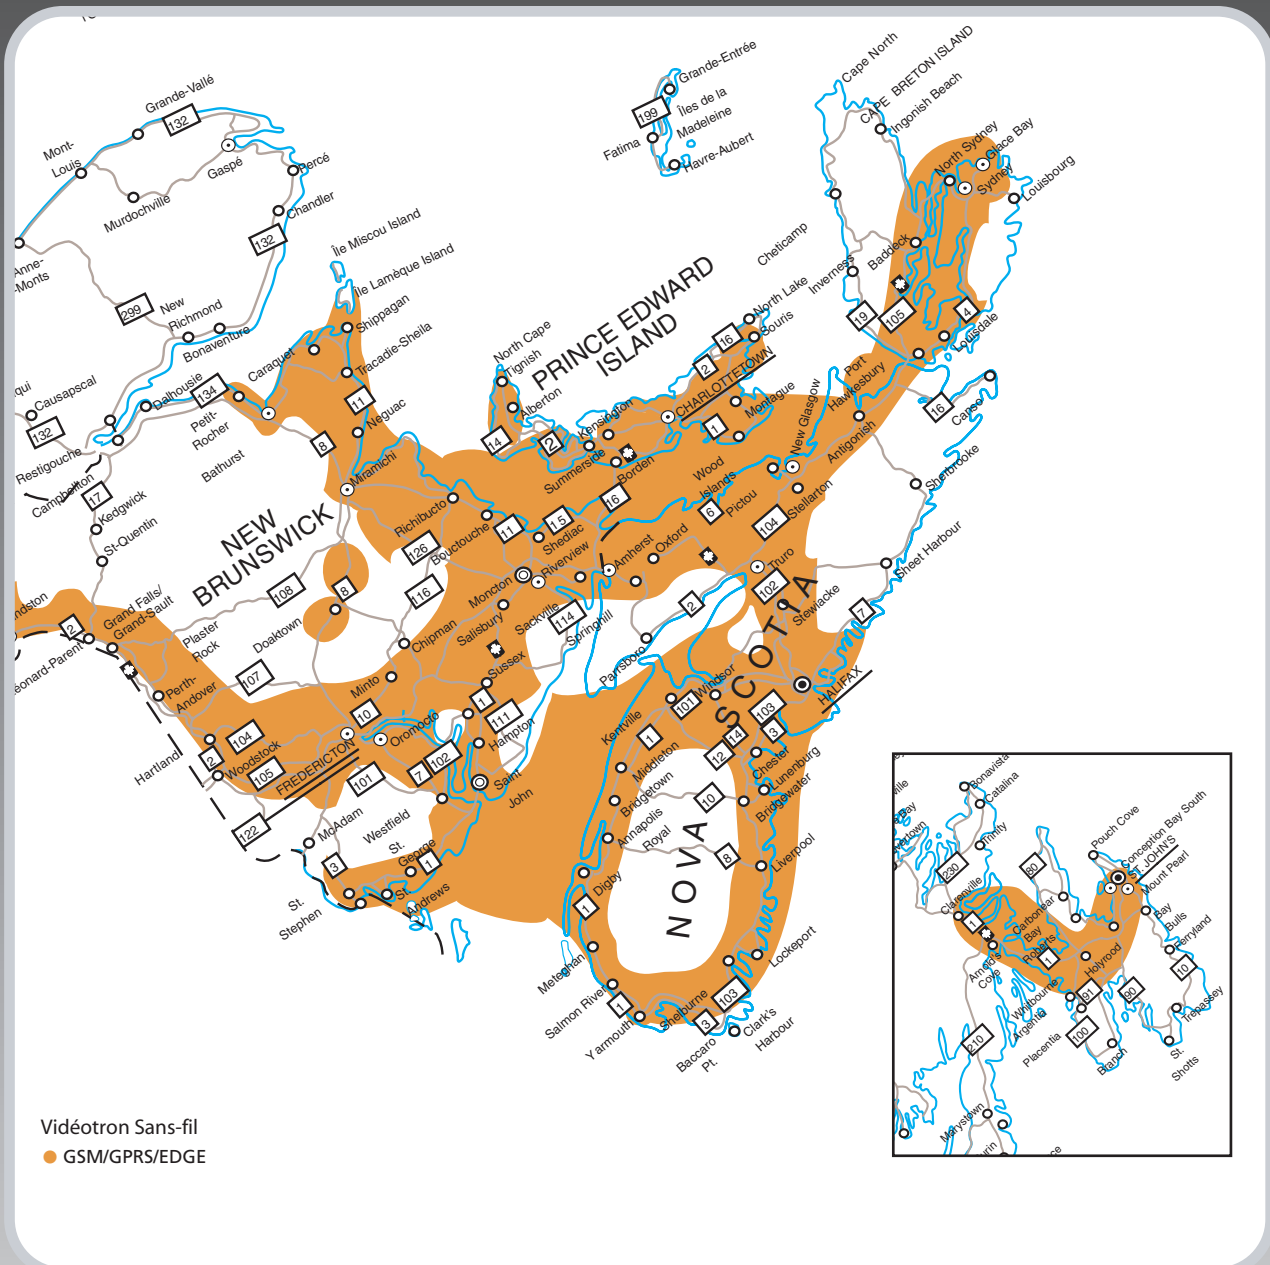 Grande-Vallé
132
Mont-
Louis
Gaspé
Murdochville
Percé
Chandler
132
Anne-
-Monts
299
New
Richmond
Bonaventure
Île Miscou Island
Île Lamèque Island
Shippagan
Caraquet
Tracadie-Sheila
Causapscal
132
Dalhousie
134
Petit-
Rocher
Bathurst
11
Neguac
8
Miramichi
Restigouche
Campbellton
17
Kedgwick
St-Quentin
NEW
BRUNSWICK
Grande-Entrée
199
Îles de la
Madeleine
Fatima
Havre-Aubert
Cape North
CAPE BRETON ISLAND
Ingonish Beach
North Sydney
Glace Bay
Sydney
Louisbourg
Cheticamp
Inverness
Baddeck
19
105
4
Louisdale
Port
Hawkesbury
16
Canso
PRINCE EDWARD
ISLAND
North Cape
Tignish
Alberton
14
2
Kensington
Summerside
Borden
North Lake
Souris
16
2
CHARLOTTETOWN
Montague
1
Wood
Islands
New Glasgow
Antigonish
Sherbrooke
Pictou
Stellarton
6
104
16
Richibucto
Bouctouche
11
15
Shediac
126
116
Riverview
Moncton
Amherst
Oxford
Truro
102
Stewiacke
Sheet Harbour
7
108
8
Grand Falls/
Grand-Sault
2
Plaster
Rock
Doaktown
Chipman
Salisbury
Sackville
114
Springhill
2
Parrsboro
Perth-
Andover
107
Minto
Sussex
1
111
Hampton
10
Oromocto
Hartland
104
2
Woodstock
105
FREDERICTON
101
7
102
Saint
John
122
McAdam
Westfield
St.
George
1
3
St.
Stephen
St.
Andrews
NOVA SCOTIA
Windsor
101
HALIFAX
103
Kentville
1
14
3
12
Chester
Middleton
Lunenburg
Bridgetown
10
Bridgewater
Annapolis
Royal
8
Liverpool
Digby
1
Meteghan
Lockeport
Salmon River
1
Yarmouth
Shelburne
103
3
Clark's
Harbour
Baccaro
Pt.
Bonavista
Catalina
Trinity
230
80
Pouch Cove
Conception Bay South
ST. JOHN'S
Mount Pearl
Clarenville
1
Carbonear
Bay
Roberts
Bay
Bulls
Arnold's
Cove
1
Holyrood
Ferryland
10
Whitbourne
91
90
Argentia
Trepassey
210
Placentia
100
Branch
St.
Shotts
Marystown
Vidéotron Sans-fil
GSM/GPRS/EDGE